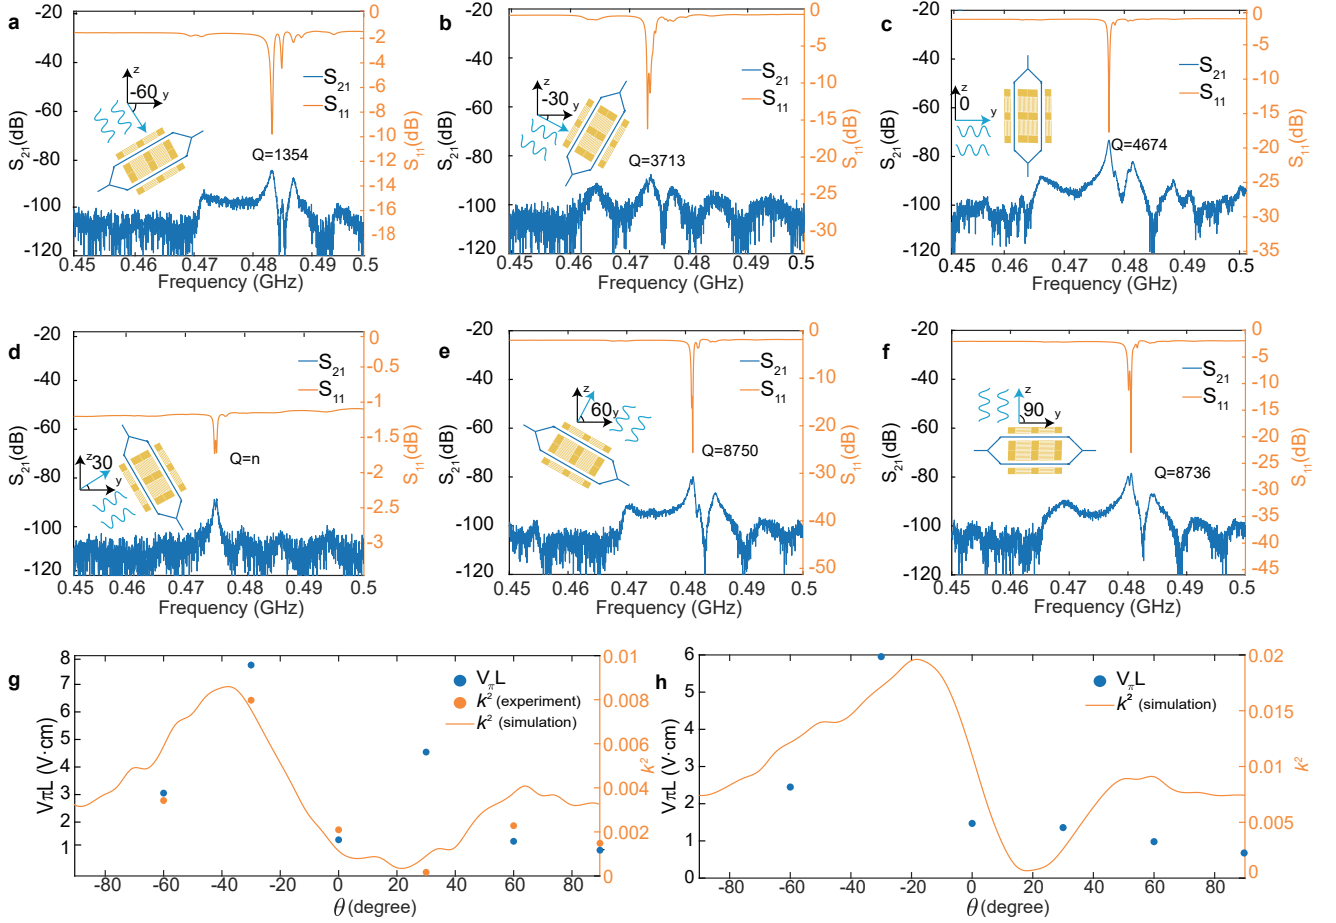 a
-20
-40
-60
-80
-100
-120
S21(dB)
0
-2
-4
-6
-8
-10
-12
-14
-16
-18
S11(dB)
S21
S11
z
-60
y
Q=1354
0.45
0.46
0.47
0.48
0.49
0.5
Frequency (GHz)
b
-20
-40
-60
-80
-100
-120
S21(dB)
0
-5
-10
-15
-20
-25
-30
S11(dB)
S21
S11
z
-30
y
Q=3713
0.45
0.46
0.47
0.48
0.49
0.5
Frequency (GHz)
c
-20
-40
-60
-80
-100
-120
S21(dB)
0
-5
-10
-15
-20
-25
-30
-35
S11(dB)
S21
S11
z
0
y
Q=4674
0.45
0.46
0.47
0.48
0.49
0.5
Frequency (GHz)
d
-20
-40
-60
-80
-100
-120
S21(dB)
0
-0.5
-1
-1.5
-2
-2.5
-3
S11(dB)
S21
S11
z
30
y
Q=n
0.45
0.46
0.47
0.48
0.49
0.5
Frequency (GHz)
e
-20
-40
-60
-80
-100
-120
S21(dB)
0
-10
-20
-30
-40
-50
S11(dB)
S21
S11
z
60
y
Q=8750
0.45
0.46
0.47
0.48
0.49
0.5
Frequency (GHz)
f
-20
-40
-60
-80
-100
-120
S21(dB)
0
-5
-10
-15
-20
-25
-30
-35
-40
-45
S11(dB)
S21
S11
z
90
y
Q=8736
0.45
0.46
0.47
0.48
0.49
0.5
Frequency (GHz)
g
8
7
6
5
4
3
2
1
VπL (V·cm)
0.01
0.008
0.006
0.004
0.002
0
k²
VπL
k² (experiment)
k² (simulation)
-80
-60
-40
-20
0
20
40
60
80
θ (degree)
h
6
5
4
3
2
1
0
VπL (V·cm)
0.02
0.015
0.01
0.005
0
k²
VπL
k² (simulation)
-80
-60
-40
-20
0
20
40
60
80
θ (degree)